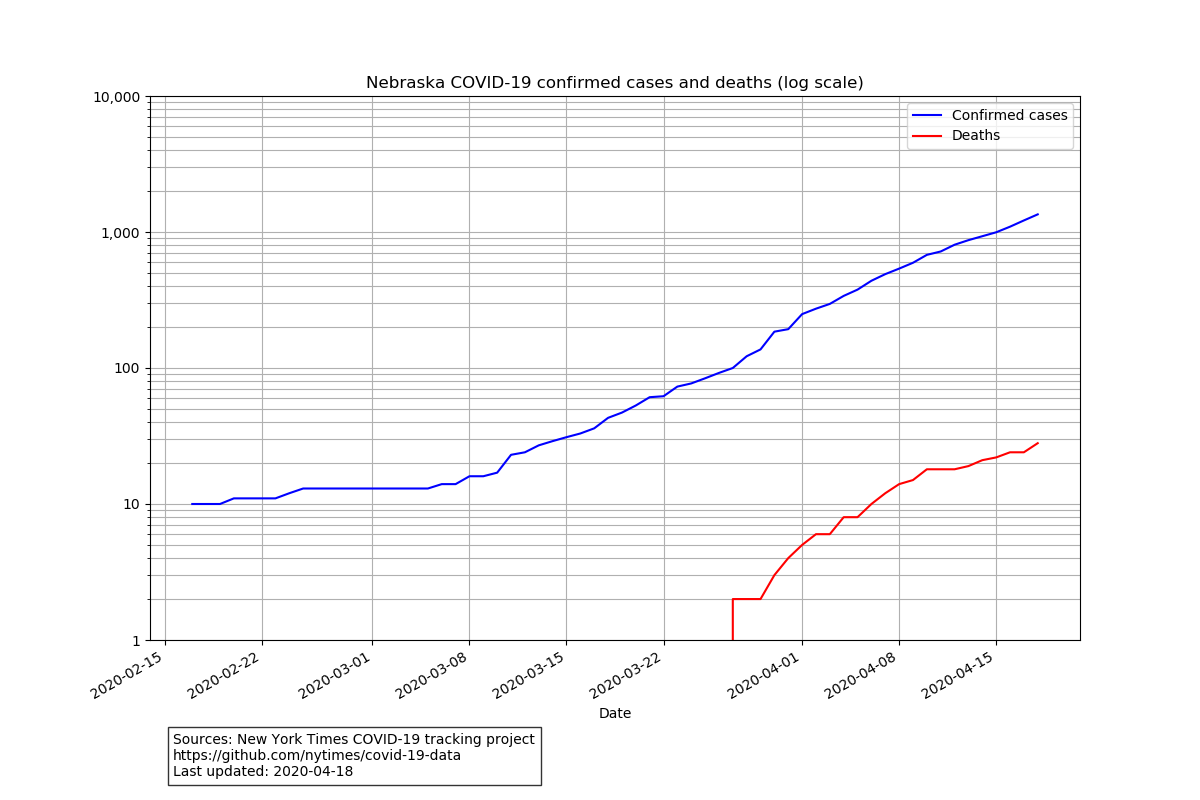 Nebraska COVID-19 confirmed cases and deaths (log scale)
10,000
1,000
100
10
1
Confirmed cases
Deaths
2020-02-15
2020-02-22
2020-03-01
2020-03-08
2020-03-15
2020-03-22
2020-04-01
2020-04-08
2020-04-15
Date
Sources: New York Times COVID-19 tracking project
https://github.com/nytimes/covid-19-data
Last updated: 2020-04-18